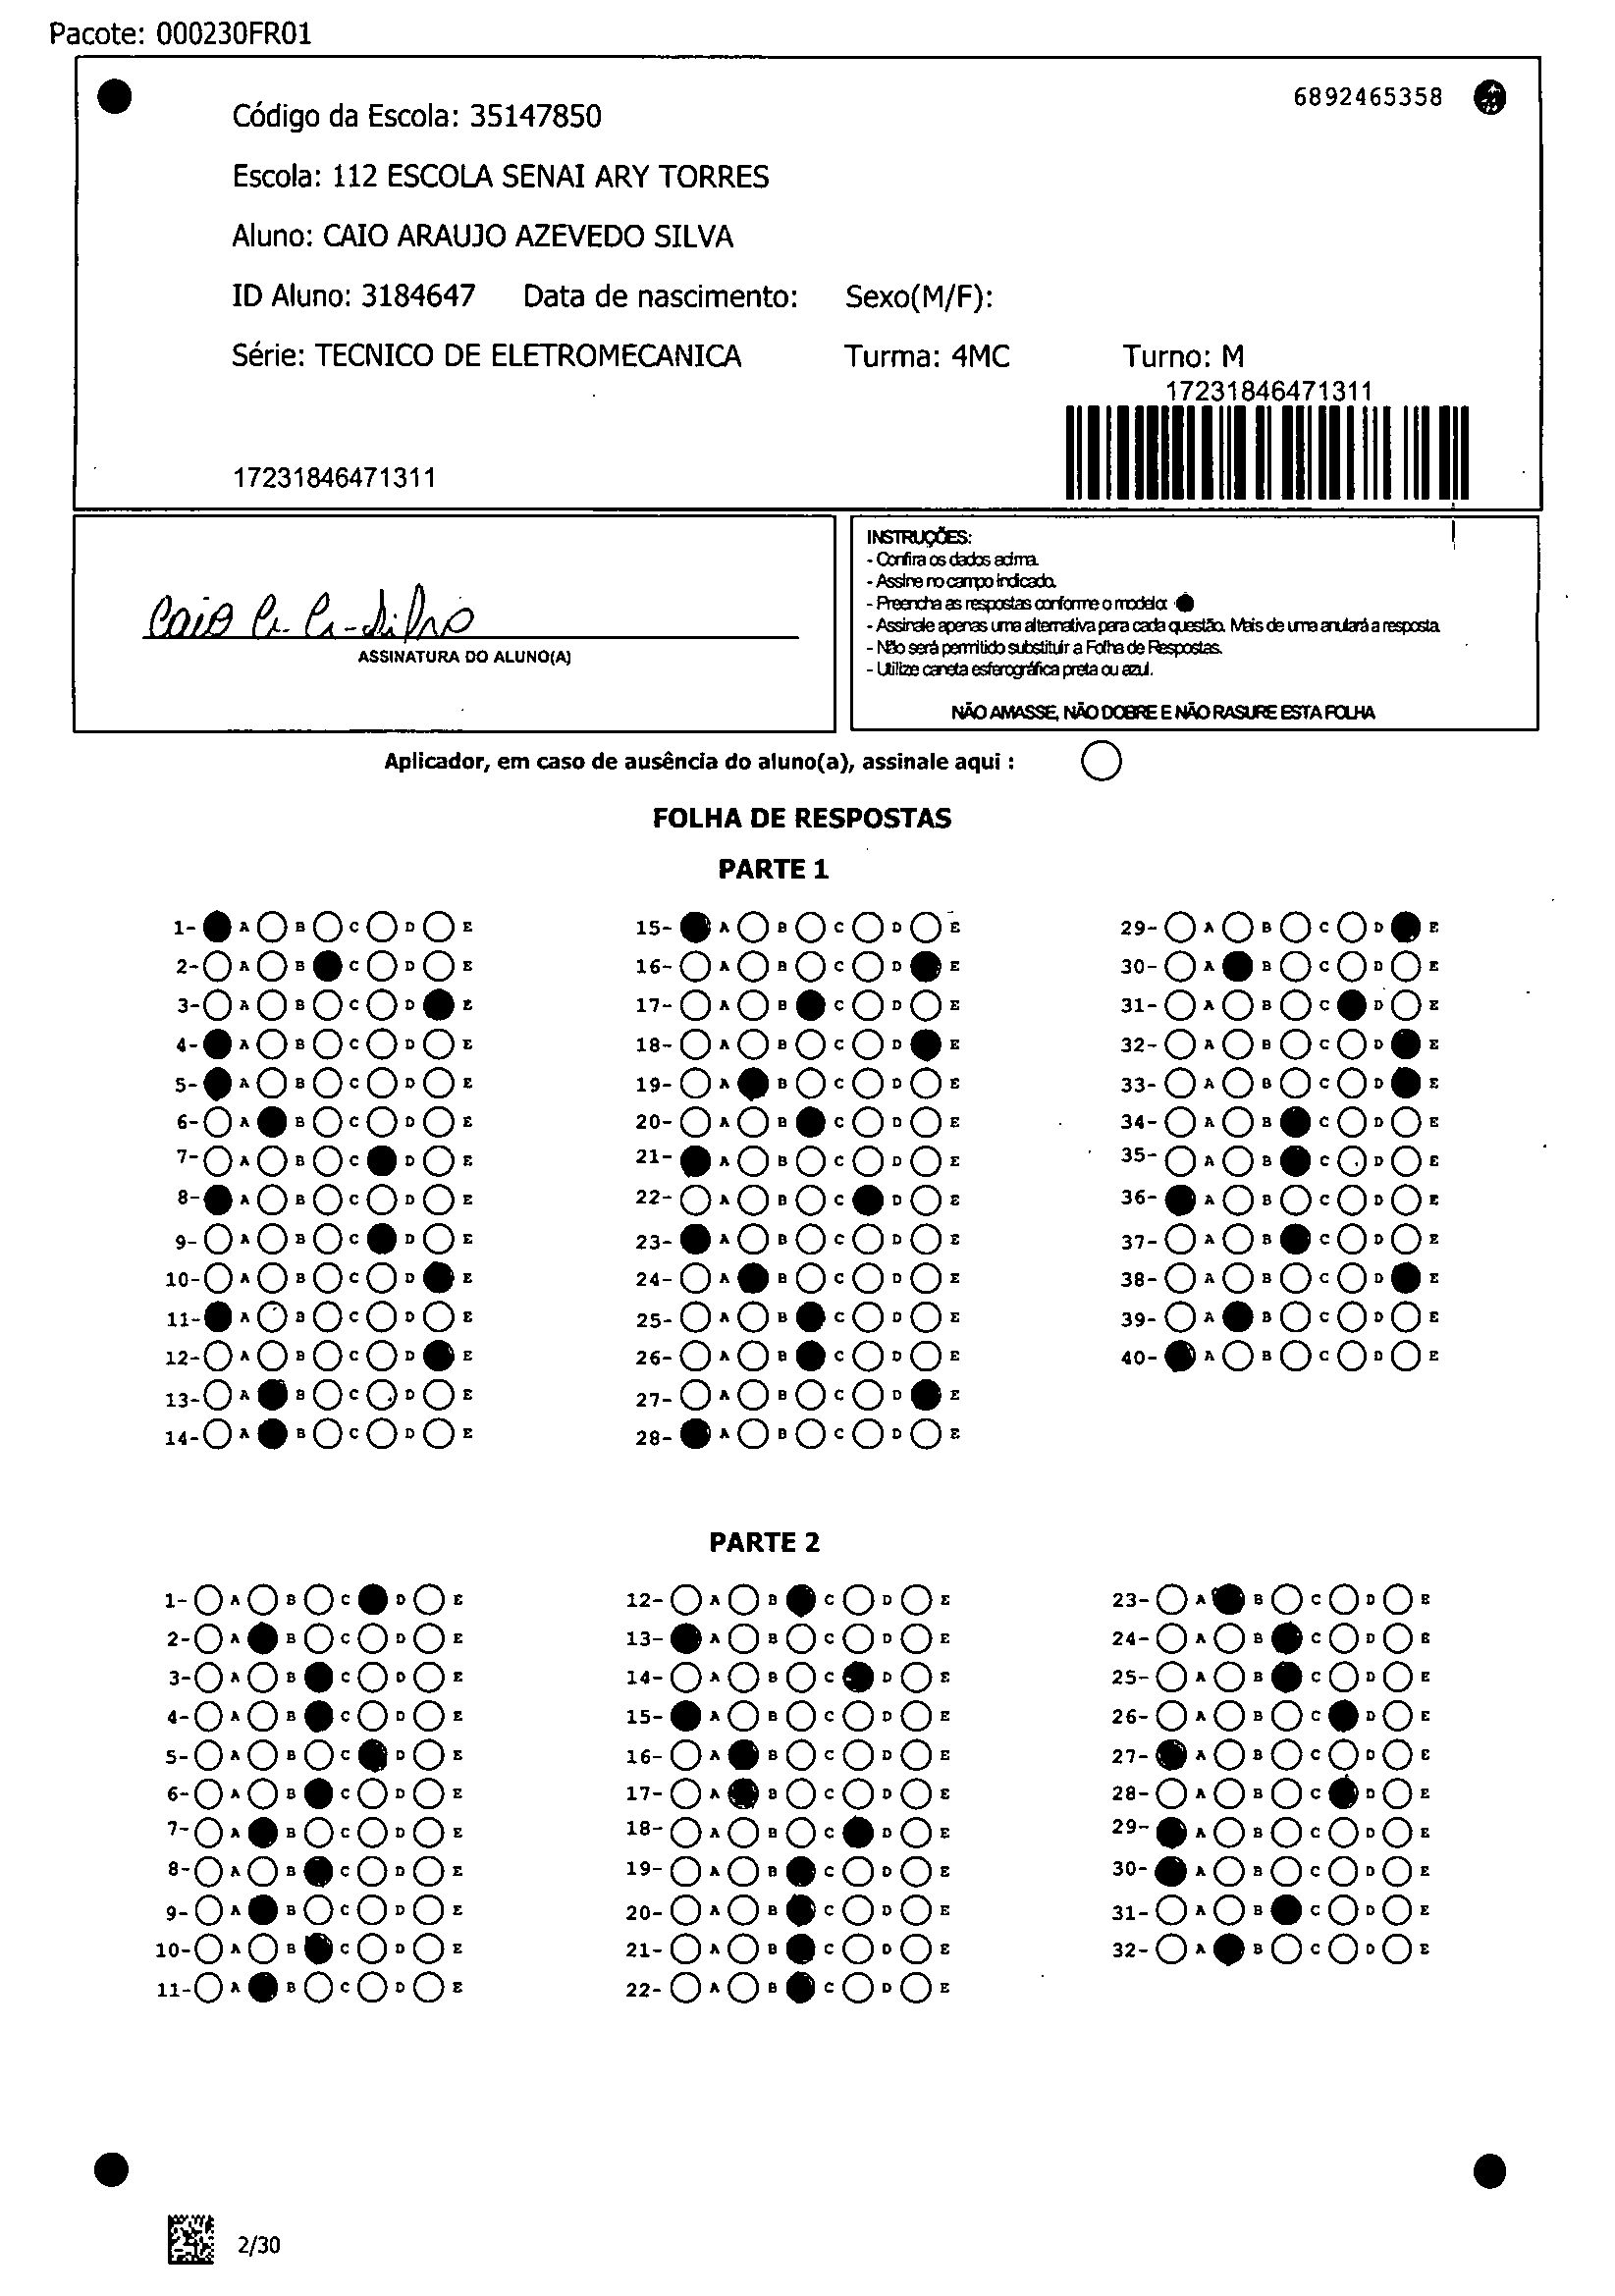 Pacote: 000230FR01
6892465358
Código da Escola: 35147850
Escola: 112 ESCOLA SENAI ARY TORRES
Aluno: CAIO ARAUJO AZEVEDO SILVA
ID Aluno: 3184647 Data de nascimento: Sexo(M/F):
Série: TECNICO DE ELETROMECANICA Turma: 4MC Turno: M
17231846471311
17231846471311
ASSINATURA DO ALUNO(A)
INSTRUÇÕES:
- Confira os dados acima.
- Assine no campo indicado.
- Preencha as respostas conforme o modelo:
- Assinale apenas uma alternativa para cada questão. Mais de uma anulará a resposta.
- Não será permitido substituir a Folha de Respostas.
- Utilize caneta esferográfica preta ou azul.
NÃO AMASSE, NÃO DOBRE E NÃO RASURE ESTA FOLHA
Aplicador, em caso de ausência do aluno(a), assinale aqui :
FOLHA DE RESPOSTAS
PARTE 1
1- A B C D E 15- A B C D E 29- A B C D E
2- A B C D E 16- A B C D E 30- A B C D E
3- A B C D E 17- A B C D E 31- A B C D E
4- A B C D E 18- A B C D E 32- A B C D E
5- A B C D E 19- A B C D E 33- A B C D E
6- A B C D E 20- A B C D E 34- A B C D E
7- A B C D E 21- A B C D E 35- A B C D E
8- A B C D E 22- A B C D E 36- A B C D E
9- A B C D E 23- A B C D E 37- A B C D E
10- A B C D E 24- A B C D E 38- A B C D E
11- A B C D E 25- A B C D E 39- A B C D E
12- A B C D E 26- A B C D E 40- A B C D E
13- A B C D E 27- A B C D E
14- A B C D E 28- A B C D E
PARTE 2
1- A B C D E 12- A B C D E 23- A B C D E
2- A B C D E 13- A B C D E 24- A B C D E
3- A B C D E 14- A B C D E 25- A B C D E
4- A B C D E 15- A B C D E 26- A B C D E
5- A B C D E 16- A B C D E 27- A B C D E
6- A B C D E 17- A B C D E 28- A B C D E
7- A B C D E 18- A B C D E 29- A B C D E
8- A B C D E 19- A B C D E 30- A B C D E
9- A B C D E 20- A B C D E 31- A B C D E
10- A B C D E 21- A B C D E 32- A B C D E
11- A B C D E 22- A B C D E
2/30